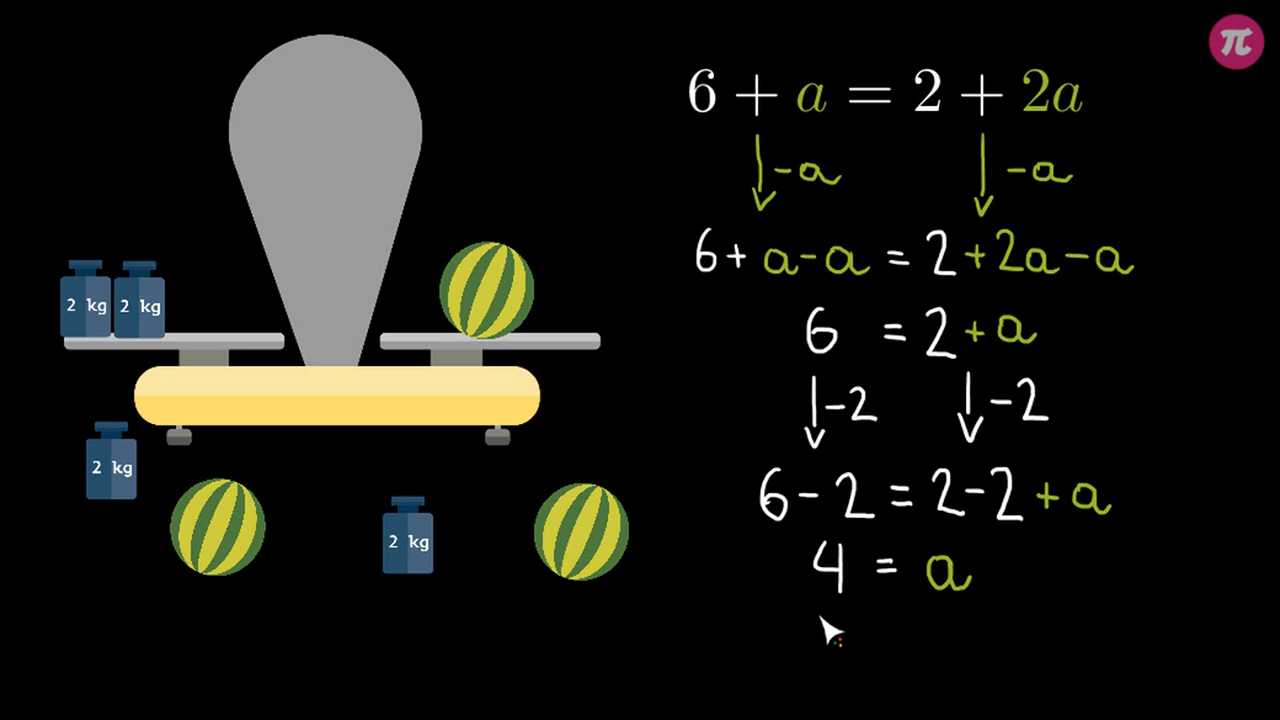 π
6 + a = 2 + 2a
-a -a
6 + a - a = 2 + 2a - a
6 = 2 + a
-2 -2
6 - 2 = 2 - 2 + a
4 = a
2 kg 2 kg
2 kg
2 kg